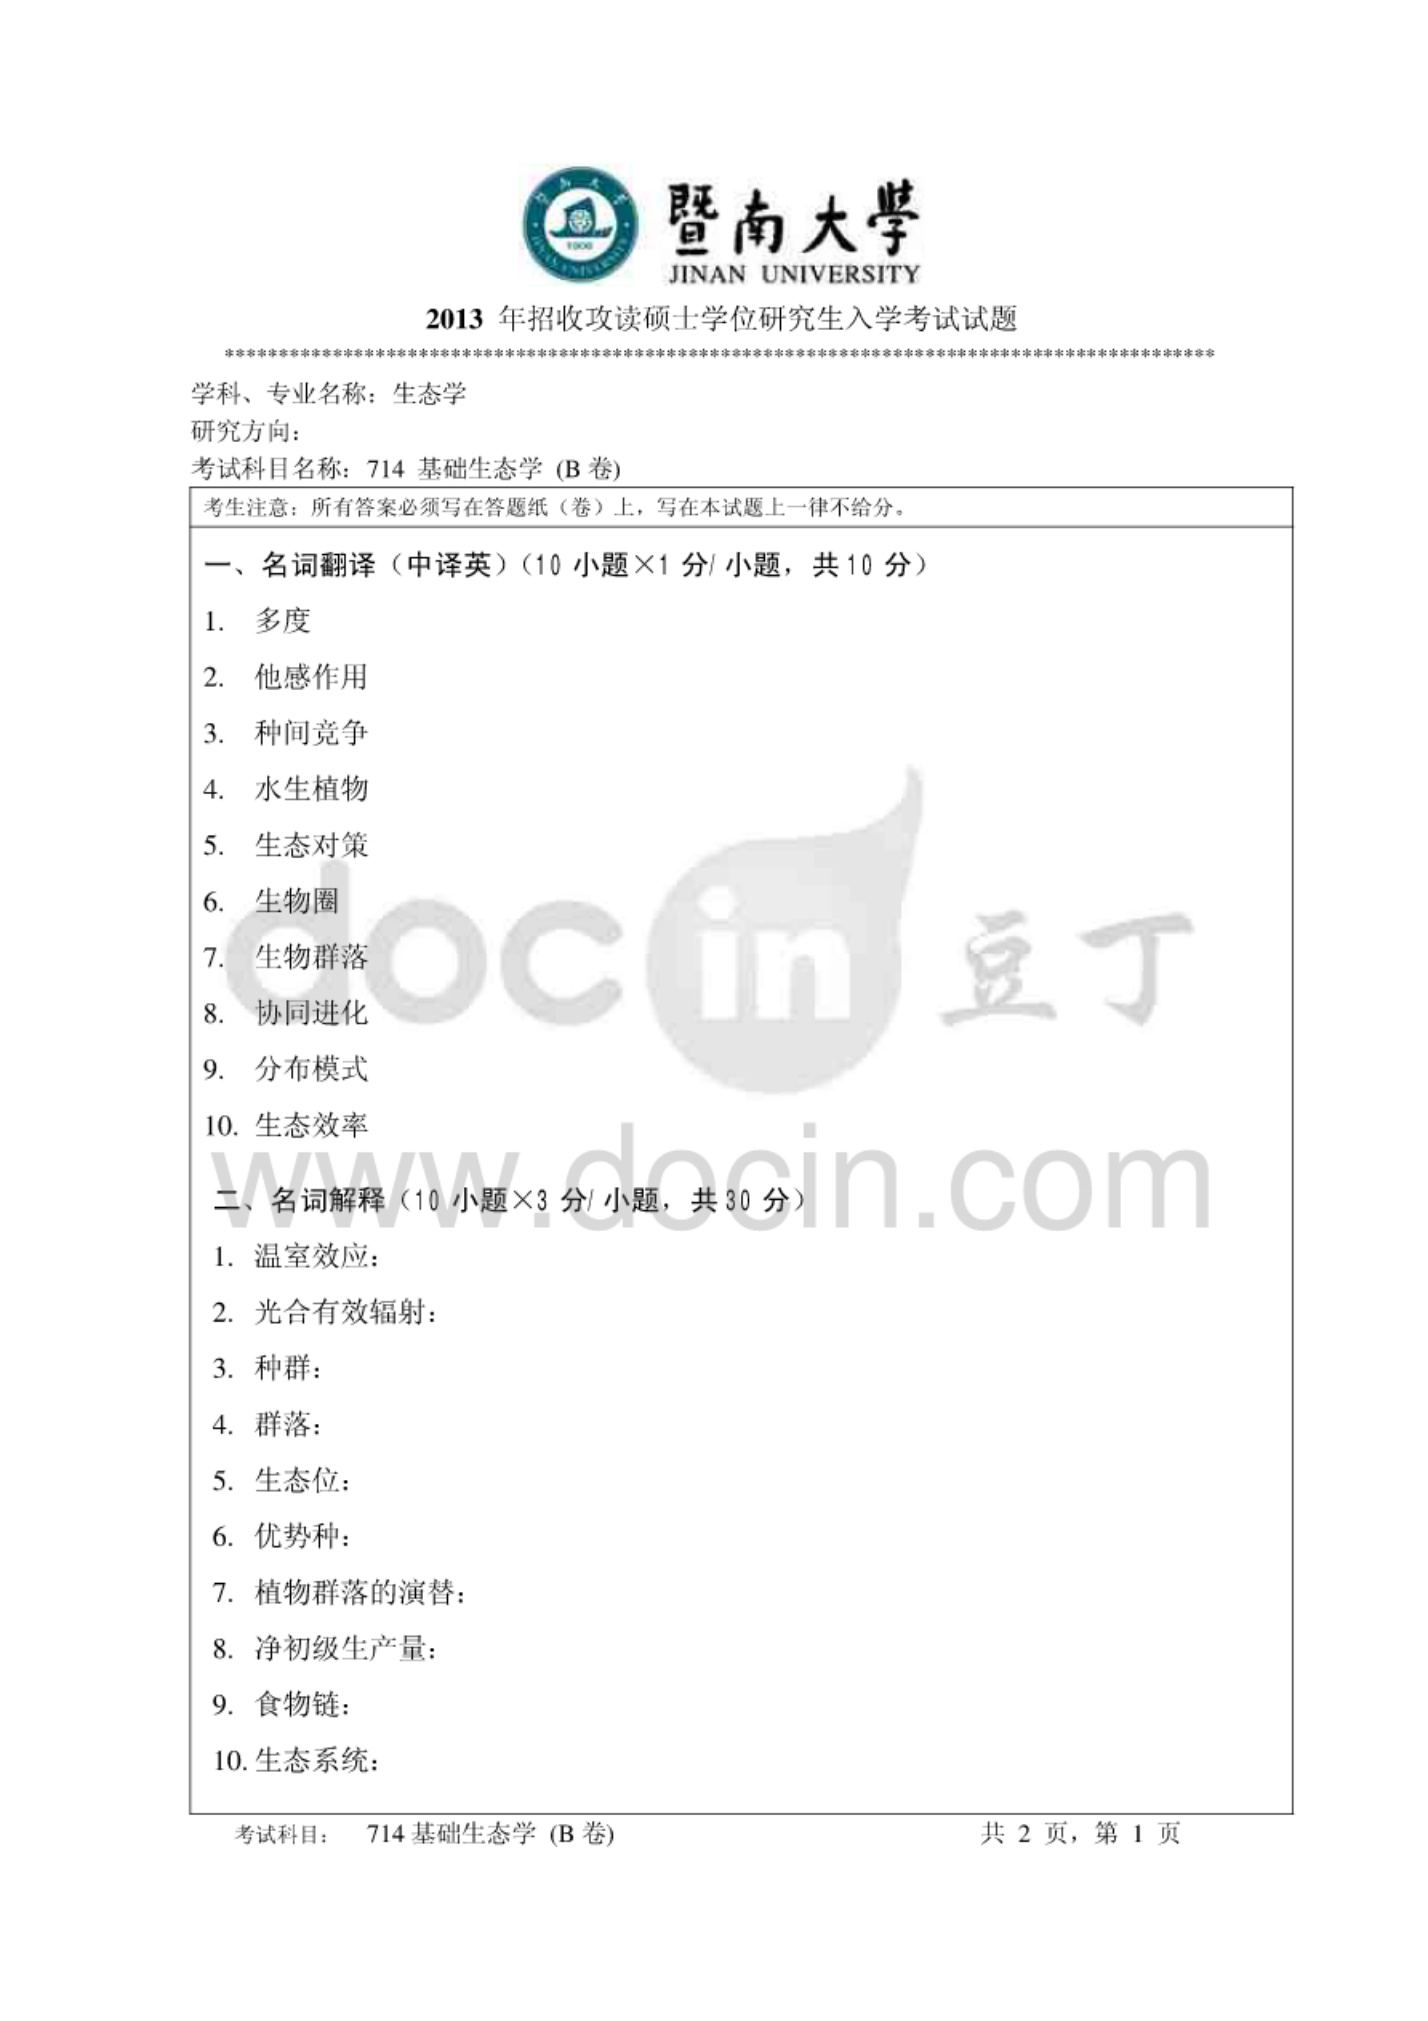 暨南大学
JINAN UNIVERSITY
2013 年招收攻读硕士学位研究生入学考试试题
********************************************************************************************
学科、专业名称：生态学
研究方向：
考试科目名称：714 基础生态学 (B 卷)
考生注意：所有答案必须写在答题纸（卷）上，写在本试题上一律不给分。
一、名词翻译（中译英）（10 小题×1 分/ 小题，共 10 分）
1. 多度
2. 他感作用
3. 种间竞争
4. 水生植物
5. 生态对策
6. 生物圈
7. 生物群落
8. 协同进化
9. 分布模式
10. 生态效率
docin 豆丁
www.docin.com
二、名词解释（10 小题×3 分/ 小题，共 30 分）
1. 温室效应：
2. 光合有效辐射：
3. 种群：
4. 群落：
5. 生态位：
6. 优势种：
7. 植物群落的演替：
8. 净初级生产量：
9. 食物链：
10. 生态系统：
考试科目： 714 基础生态学 (B 卷) 共 2 页，第 1 页